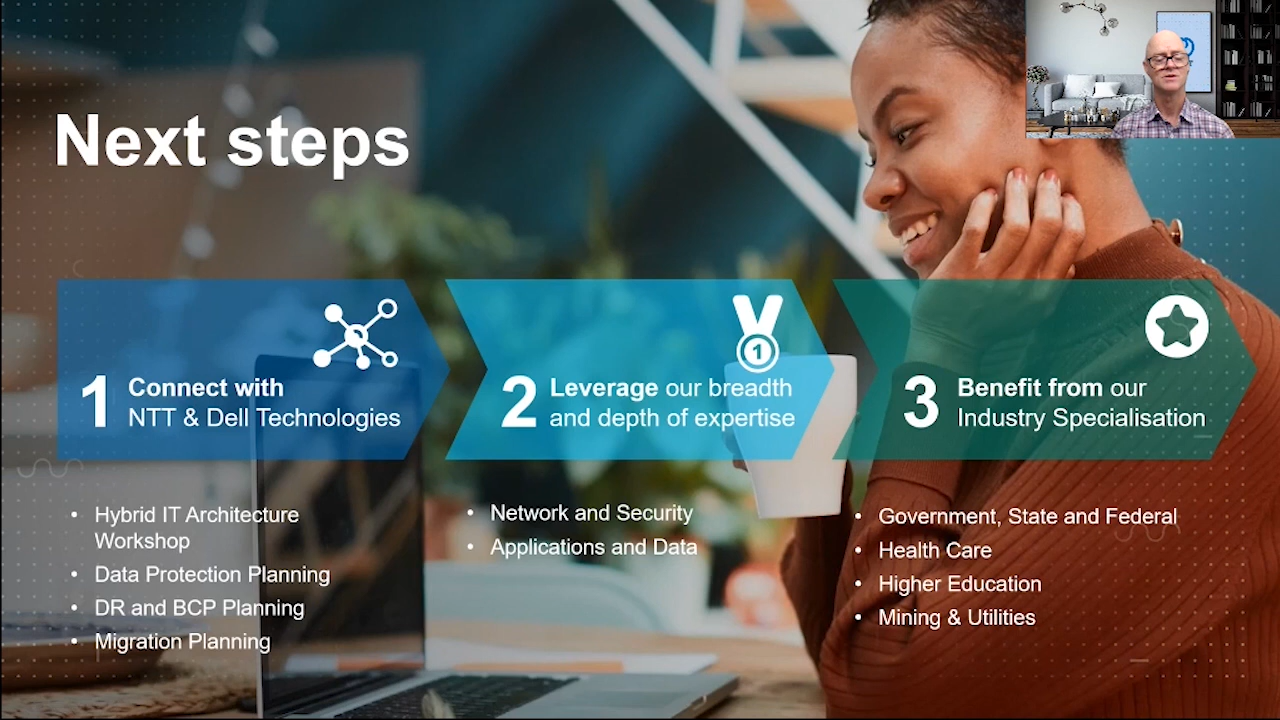 Next steps
1 Connect with
NTT & Dell Technologies
• Hybrid IT Architecture
Workshop
• Data Protection Planning
• DR and BCP Planning
• Migration Planning
1
2 Leverage our breadth
and depth of expertise
• Network and Security
• Applications and Data
3 Benefit from our
Industry Specialisation
• Government, State and Federal
• Health Care
• Higher Education
• Mining & Utilities